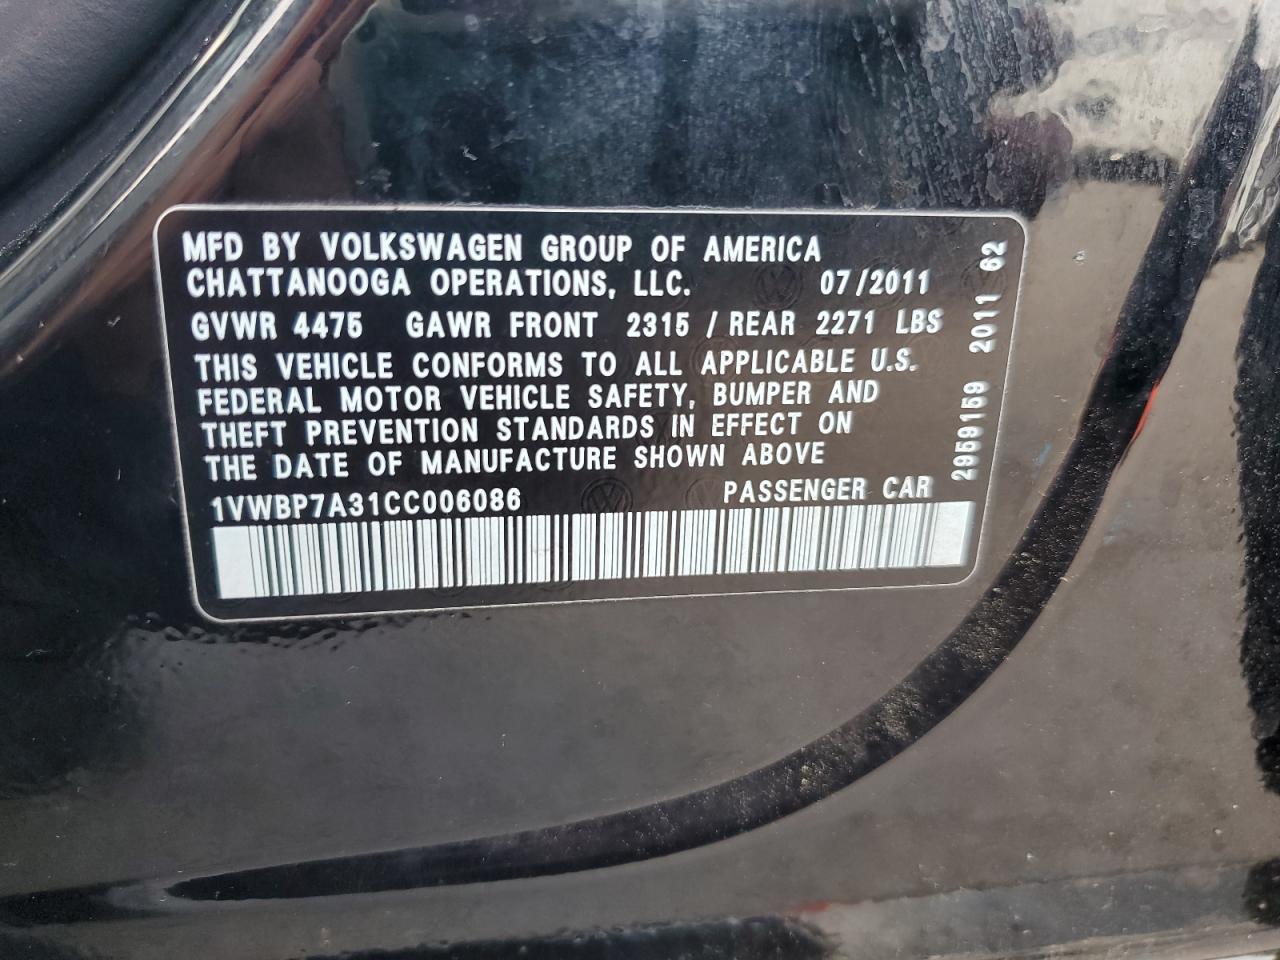 MFD BY VOLKSWAGEN GROUP OF AMERICA
CHATTANOOGA OPERATIONS, LLC. 07/2011
GVWR 4475 GAWR FRONT 2315 / REAR 2271 LBS
THIS VEHICLE CONFORMS TO ALL APPLICABLE U.S.
FEDERAL MOTOR VEHICLE SAFETY, BUMPER AND
THEFT PREVENTION STANDARDS IN EFFECT ON
THE DATE OF MANUFACTURE SHOWN ABOVE
1VWBP7A31CC006086 PASSENGER CAR
2959159 2011 62